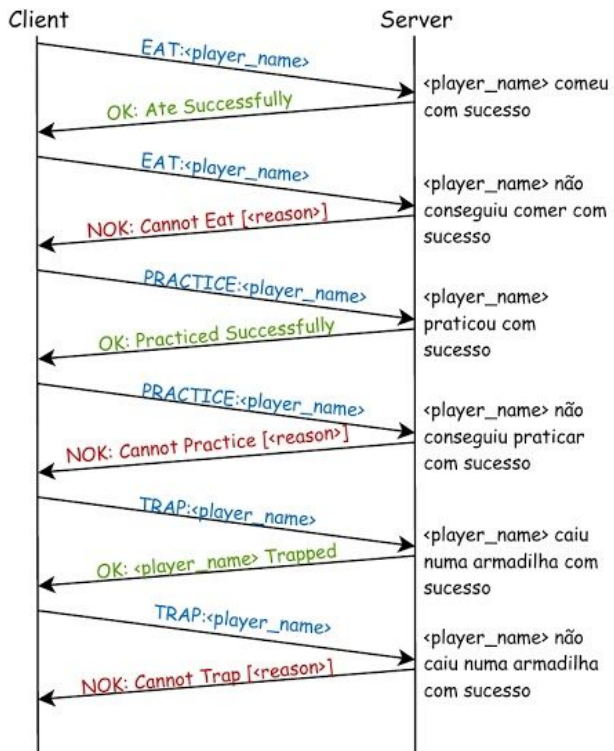 Client
Server
EAT:<player_name>
<player_name> comeu
com sucesso
OK: Ate Successfully
EAT:<player_name>
<player_name> não
conseguiu comer com
sucesso
NOK: Cannot Eat [<reason>]
PRACTICE:<player_name>
<player_name>
praticou com
sucesso
OK: Practiced Successfully
PRACTICE:<player_name>
<player_name> não
conseguiu praticar
com sucesso
NOK: Cannot Practice [<reason>]
TRAP:<player_name>
<player_name> caiu
numa armadilha com
sucesso
OK: <player_name> Trapped
TRAP:<player_name>
<player_name> não
caiu numa armadilha
com sucesso
NOK: Cannot Trap [<reason>]